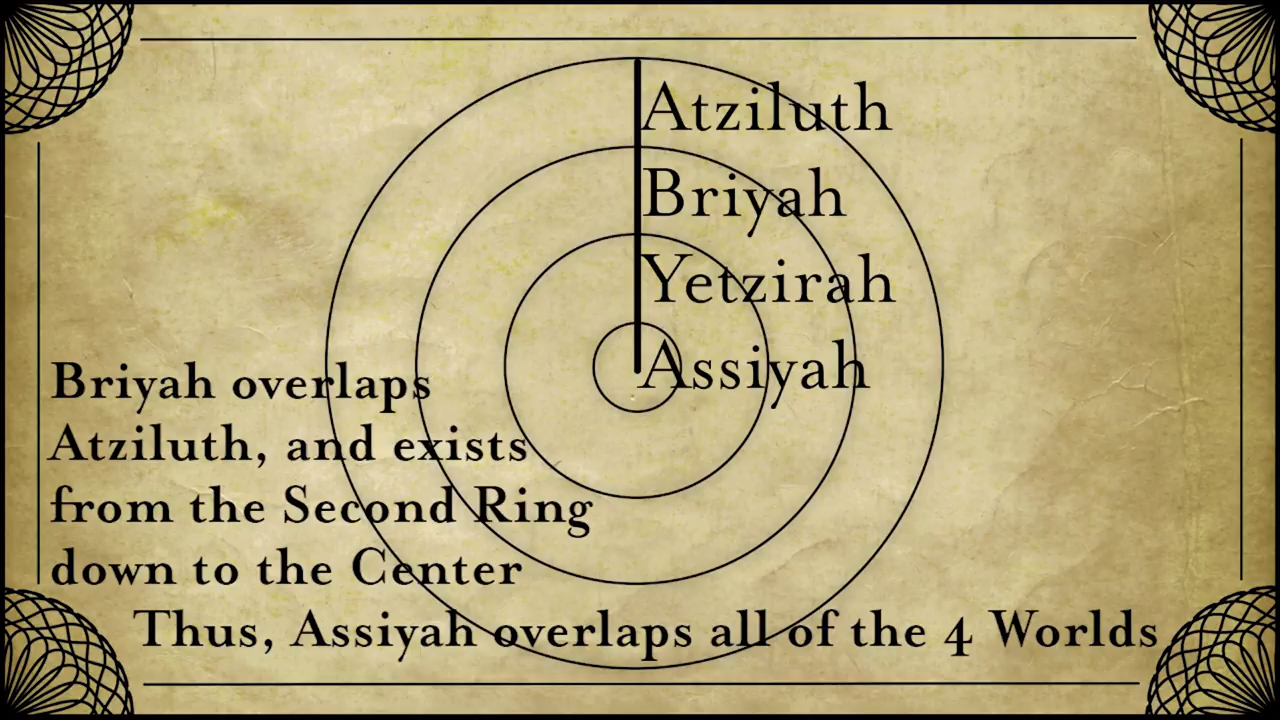 Atziluth
Briyah
Yetzirah
Assiyah
Briyah overlaps
Atziluth, and exists
from the Second Ring
down to the Center
Thus, Assiyah overlaps all of the 4 Worlds